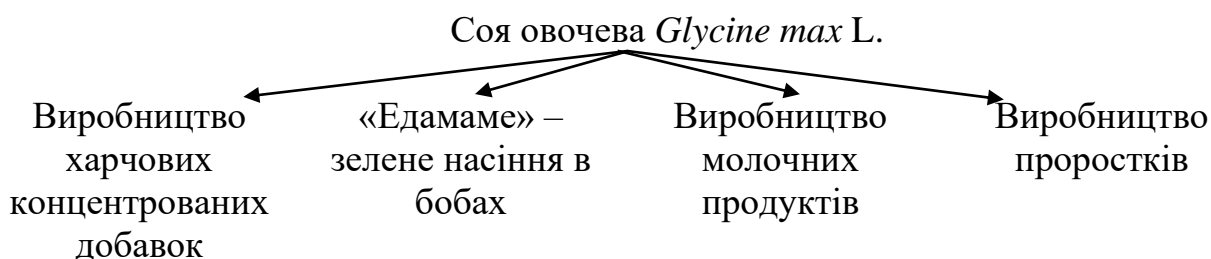 Соя овочева Glycine max L.
Виробництво
харчових
концентрованих
добавок
«Едамаме» –
зелене насіння в
бобах
Виробництво
молочних
продуктів
Виробництво
проростків